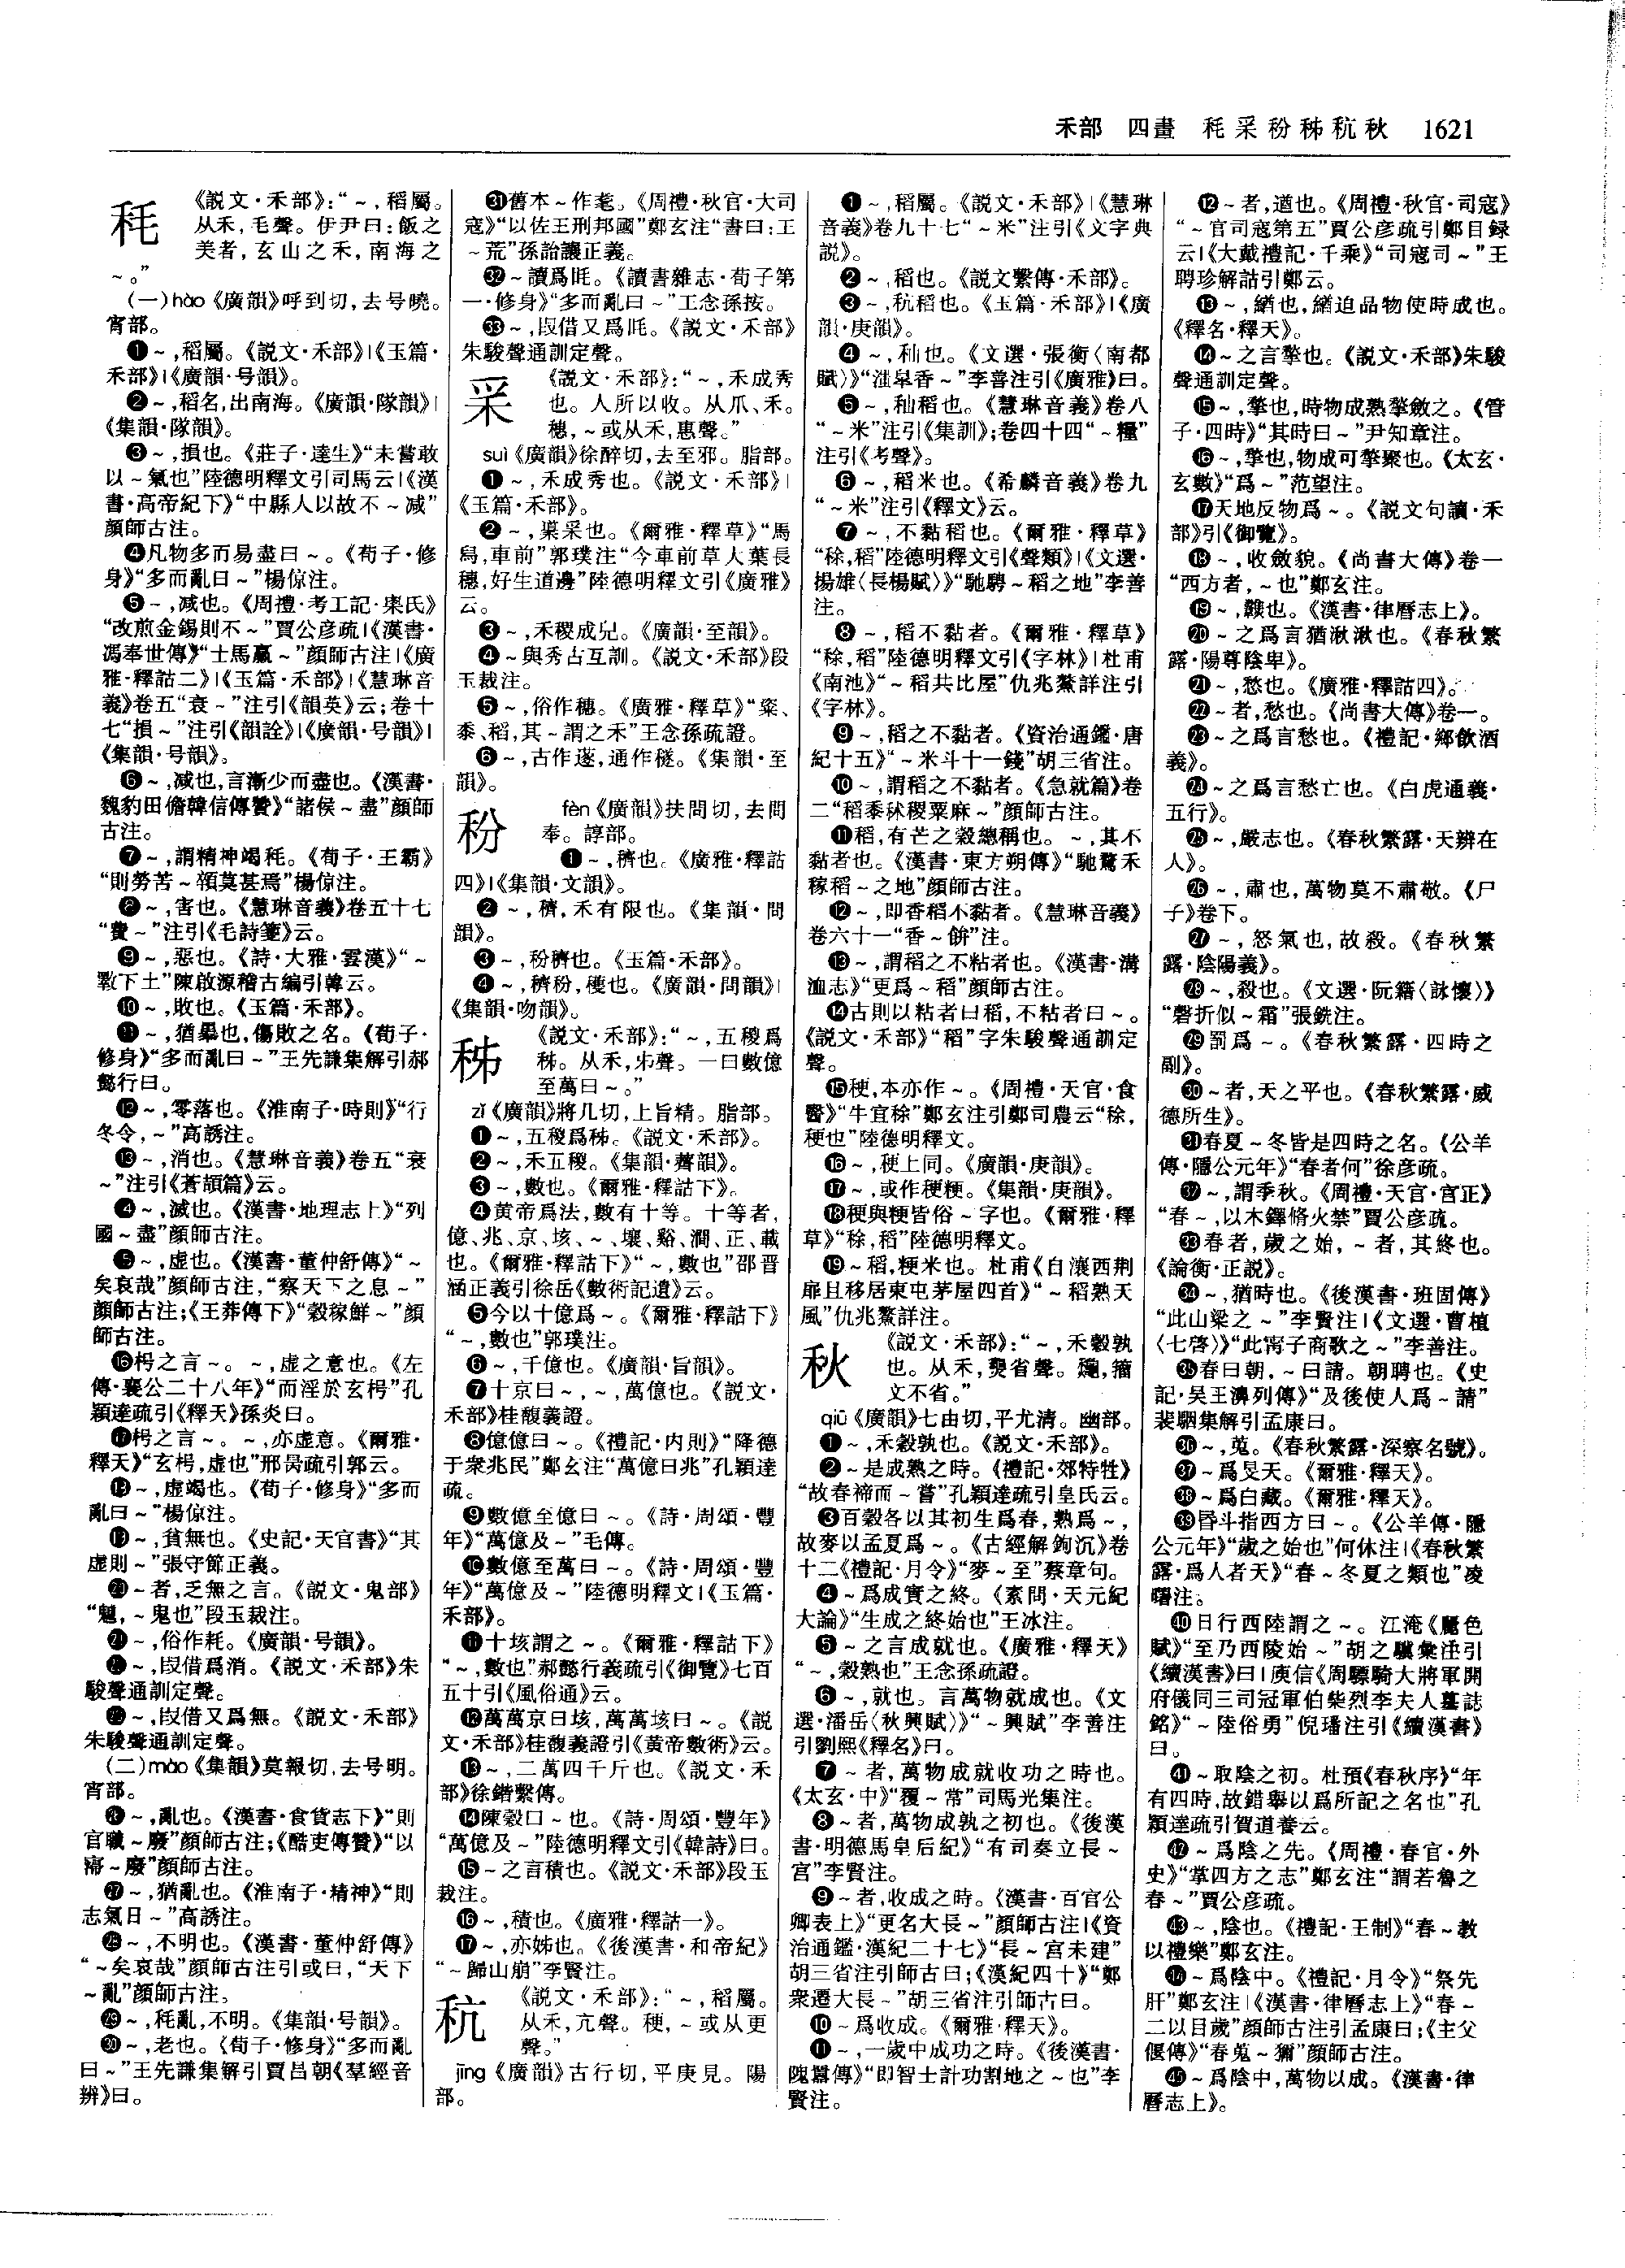 禾部 四畫 秏采秎秭秔秋 1621
秏
《説文·禾部》：“～，稻屬。
从禾，毛聲。伊尹曰：飯之
美者，玄山之禾，南海之
～。”
(一)hào《廣韻》呼到切，去号曉。
宵部。
❶～，稻屬。《説文·禾部》|《玉篇·
禾部》|《廣韻·号韻》。
❷～，稻名，出南海。《廣韻·隊韻》|
《集韻·隊韻》。
❸～，損也。《莊子·達生》“未嘗敢
以～氣也”陸德明釋文引司馬云|《漢
書·高帝紀下》“中縣人以故不～减”
顔師古注。
❹凡物多而易盡曰～。《荀子·修
身》“多而亂曰～”楊倞注。
❺～，减也。《周禮·考工記·㮚氏》
“改煎金錫則不～”賈公彦疏|《漢書·
馮奉世傳》“士馬羸～”顔師古注|《廣
雅·釋詁二》|《玉篇·禾部》|《慧琳音
義》卷五“衰～”注引《韻英》云；卷十
七“損～”注引《韻詮》|《廣韻·号韻》|
《集韻·号韻》。
❻～，减也，言漸少而盡也。《漢書·
魏豹田儋韓信傳贊》“諸侯～盡”顔師
古注。
❼～，謂精神竭秏。《荀子·王霸》
“則勞苦～顇莫甚焉”楊倞注。
❽～，害也。《慧琳音義》卷五十七
“費～”注引《毛詩箋》云。
❾～，惡也。《詩·大雅·雲漢》“～
斁下土”陳啟源稽古編引韓云。
❿～，敗也。《玉篇·禾部》。
⓫～，猶暴也，傷敗之名。《荀子·
修身》“多而亂曰～”王先謙集解引郝
懿行曰。
⓬～，零落也。《淮南子·時則》“行
冬令，～”高誘注。
⓭～，消也。《慧琳音義》卷五“衰
～”注引《蒼頡篇》云。
⓮～，滅也。《漢書·地理志上》“列
國～盡”顔師古注。
⓯～，虚也。《漢書·董仲舒傳》“～
矣哀哉”顔師古注，“察天下之息～”
顔師古注；《王莽傳下》“穀稼鮮～”顔
師古注。
⓰枵之言～。～，虚之意也。《左
傳·襄公二十八年》“而淫於玄枵”孔
穎達疏引《釋天》孫炎曰。
⓱枵之言～。～，亦虚意。《爾雅·
釋天》“玄枵，虚也”邢昺疏引郭云。
⓲～，虚竭也。《荀子·修身》“多而
亂曰～”楊倞注。
⓳～，貧無也。《史記·天官書》“其
虚則～”張守節正義。
⓴～者，乏無之言。《説文·鬼部》
“魖，～鬼也”段玉裁注。
㉑～，俗作耗。《廣韻·号韻》。
㉒～，叚借爲消。《説文·禾部》朱
駿聲通訓定聲。
㉓～，叚借又爲無。《説文·禾部》
朱駿聲通訓定聲。
(二)mào《集韻》莫報切，去号明。
宵部。
㉖～，亂也。《漢書·食貨志下》“則
官職～廢”顔師古注；《酷吏傳贊》“以
㝯～廢”顔師古注。
㉗～，猶亂也。《淮南子·精神》“則
志氣日～”高誘注。
㉘～，不明也。《漢書·董仲舒傳》
“～矣哀哉”顔師古注引或曰，“天下
～亂”顔師古注。
㉙～，秏亂，不明。《集韻·号韻》。
㉚～，老也。《荀子·修身》“多而亂
曰～”王先謙集解引賈昌朝《羣經音
辨》曰。
㉛舊本～作耄。《周禮·秋官·大司
寇》“以佐王刑邦國”鄭玄注“書曰：王
～荒”孫詒讓正義。
㉜～讀爲眊。《讀書雜志·荀子第
一·修身》“多而亂曰～”王念孫按。
㉝～，叚借又爲眊。《説文·禾部》
朱駿聲通訓定聲。
采
《説文·禾部》：“～，禾成秀
也。人所以收。从爪、禾。
穗，～或从禾，惠聲。”
suì《廣韻》徐醉切，去至邪。脂部。
❶～，禾成秀也。《説文·禾部》|
《玉篇·禾部》。
❷～，稾采也。《爾雅·釋草》“馬
舄，車前”郭璞注“今車前草大葉長
穗，好生道邊”陸德明釋文引《廣雅》
云。
❸～，禾稷成皃。《廣韻·至韻》。
❹～與秀古互訓。《説文·禾部》段
玉裁注。
❺～，俗作穗。《廣雅·釋草》“粢、
黍、稻，其～謂之禾”王念孫疏證。
❻～，古作蓫，通作穟。《集韻·至
韻》。
秎
fèn《廣韻》扶問切，去問
奉。諄部。
❶～，穧也。《廣雅·釋詁
四》|《集韻·文韻》。
❷～，穧，禾有限也。《集韻·問
韻》。
❸～，秎穧也。《玉篇·禾部》。
❹～，穧秎，穫也。《廣韻·問韻》|
《集韻·吻韻》。
秭
《説文·禾部》：“～，五稯爲
秭。从禾，𠂔聲。一曰數億
至萬曰～。”
zǐ《廣韻》將几切，上旨精。脂部。
❶～，五稯爲秭。《説文·禾部》。
❷～，禾五稯。《集韻·薺韻》。
❸～，數也。《爾雅·釋詁下》。
❹黄帝爲法，數有十等。十等者，
億、兆、京、垓、～、壤、谿、澗、正、載
也。《爾雅·釋詁下》“～，數也”邵晋
涵正義引徐岳《數術記遺》云。
❺今以十億爲～。《爾雅·釋詁下》
“～，數也”郭璞注。
❻～，千億也。《廣韻·旨韻》。
❼十京曰～，～，萬億也。《説文·
禾部》桂馥義證。
❽億億曰～。《禮記·内則》“降德
于衆兆民”鄭玄注“萬億曰兆”孔穎達
疏。
❾數億至億曰～。《詩·周頌·豐
年》“萬億及～”毛傳。
❿數億至萬曰～。《詩·周頌·豐
年》“萬億及～”陸德明釋文|《玉篇·
禾部》。
⓫十垓謂之～。《爾雅·釋詁下》
“～，數也”郝懿行義疏引《御覽》七百
五十引《風俗通》云。
⓬萬萬京曰垓，萬萬垓曰～。《説
文·禾部》桂馥義證引《黄帝數術》云。
⓭～，二萬四千斤也。《説文·禾
部》徐鍇繫傳。
⓮陳穀曰～也。《詩·周頌·豐年》
“萬億及～”陸德明釋文引《韓詩》曰。
⓯～之言積也。《説文·禾部》段玉
裁注。
⓰～，積也。《廣雅·釋詁一》。
⓱～，亦姊也。《後漢書·和帝紀》
“～歸山崩”李賢注。
秔
《説文·禾部》：“～，稻屬。
从禾，亢聲。稉，～或从更
聲。”
jīng《廣韻》古行切，平庚見。陽
部。
❶～，稻屬。《説文·禾部》|《慧琳
音義》卷九十七“～米”注引《文字典
説》。
❷～，稻也。《説文繫傳·禾部》。
❸～，秔稻也。《玉篇·禾部》|《廣
韻·庚韻》。
❹～，秈也。《文選·張衡〈南都
賦〉》“滍皋香～”李善注引《廣雅》曰。
❺～，秈稻也。《慧琳音義》卷八
“～米”注引《集訓》；卷四十四“～糧”
注引《考聲》。
❻～，稻米也。《希麟音義》卷九
“～米”注引《釋文》云。
❼～，不黏稻也。《爾雅·釋草》
“稌，稻”陸德明釋文引《聲類》|《文選·
揚雄〈長楊賦〉》“馳騁～稻之地”李善
注。
❽～，稻不黏者。《爾雅·釋草》
“稌，稻”陸德明釋文引《字林》|杜甫
《南池》“～稻共比屋”仇兆鰲詳注引
《字林》。
❾～，稻之不黏者。《資治通鑑·唐
紀十五》“～米斗十一錢”胡三省注。
❿～，謂稻之不黏者。《急就篇》卷
二“稻黍秫稷粟麻～”顔師古注。
⓫稻，有芒之穀總稱也。～，其不
黏者也。《漢書·東方朔傳》“馳騖禾
稼稻～之地”顔師古注。
⓬～，即香稻不黏者。《慧琳音義》
卷六十一“香～餅”注。
⓭～，謂稻之不粘者也。《漢書·溝
洫志》“更爲～稻”顔師古注。
⓮古則以粘者曰稻，不粘者曰～。
《説文·禾部》“稻”字朱駿聲通訓定
聲。
⓯稉，本亦作～。《周禮·天官·食
醫》“牛宜稌”鄭玄注引鄭司農云“稌，
稉也”陸德明釋文。
⓰～，稉上同。《廣韻·庚韻》。
⓱～，或作稉粳。《集韻·庚韻》。
⓲稉與粳皆俗～字也。《爾雅·釋
草》“稌，稻”陸德明釋文。
⓳～稻，粳米也。杜甫《自瀼西荆
扉且移居東屯茅屋四首》“～稻熟天
風”仇兆鰲詳注。
秋
《説文·禾部》：“～，禾穀孰
也。从禾，𤒅省聲。龝，籀
文不省。”
qiū《廣韻》七由切，平尤清。幽部。
❶～，禾穀孰也。《説文·禾部》。
❷～是成熟之時。《禮記·郊特牲》
“故春禘而～嘗”孔穎達疏引皇氏云。
❸百穀各以其初生爲春，熟爲～，
故麥以孟夏爲～。《古經解鉤沉》卷
十二《禮記·月令》“麥～至”蔡章句。
❹～爲成實之終。《素問·天元紀
大論》“生成之終始也”王冰注。
❺～之言成就也。《廣雅·釋天》
“～，穀熟也”王念孫疏證。
❻～，就也。言萬物就成也。《文
選·潘岳〈秋興賦〉》“～興賦”李善注
引劉熙《釋名》曰。
❼～者，萬物成就收功之時也。
《太玄·中》“覆～常”司馬光集注。
❽～者，萬物成孰之初也。《後漢
書·明德馬皇后紀》“有司奏立長～
宫”李賢注。
❾～者，收成之時。《漢書·百官公
卿表上》“更名大長～”顔師古注|《資
治通鑑·漢紀二十七》“長～宫未建”
胡三省注引師古曰；《漢紀四十》“鄭
衆遷大長～”胡三省注引師古曰。
❿～爲收成。《爾雅·釋天》。
⓫～，一歲中成功之時。《後漢書·
隗囂傳》“即智士計功割地之～也”李
賢注。
⓬～者，遒也。《周禮·秋官·司寇》
“～官司寇第五”賈公彦疏引鄭目録
云|《大戴禮記·千乘》“司寇司～”王
聘珍解詁引鄭云。
⓭～，緧也，緧迫品物使時成也。
《釋名·釋天》。
⓮～之言揫也。《説文·禾部》朱駿
聲通訓定聲。
⓯～，揫也，時物成熟揫斂之。《管
子·四時》“其時曰～”尹知章注。
⓰～，揫也，物成可揫聚也。《太玄·
玄數》“爲～”范望注。
⓱天地反物爲～。《説文句讀·禾
部》引《御覽》。
⓲～，收斂貌。《尚書大傳》卷一
“西方者，～也”鄭玄注。
⓳～，䪮也。《漢書·律曆志上》。
⓴～之爲言猶湫湫也。《春秋繁
露·陽尊陰卑》。
㉑～，愁也。《廣雅·釋詁四》。
㉒～者，愁也。《尚書大傳》卷一。
㉓～之爲言愁也。《禮記·鄉飲酒
義》。
㉔～之爲言愁亡也。《白虎通義·
五行》。
㉕～，嚴志也。《春秋繁露·天辨在
人》。
㉖～，肅也，萬物莫不肅敬。《尸
子》卷下。
㉗～，怒氣也，故殺。《春秋繁
露·陰陽義》。
㉘～，殺也。《文選·阮籍〈詠懷〉》
“磬折似～霜”張銑注。
㉙罰爲～。《春秋繁露·四時之
副》。
㉚～者，天之平也。《春秋繁露·威
德所生》。
㉛春夏～冬皆是四時之名。《公羊
傳·隱公元年》“春者何”徐彦疏。
㉜～，謂季秋。《周禮·天官·宫正》
“春～，以木鐸脩火禁”賈公彦疏。
㉝春者，歲之始，～者，其終也。
《論衡·正説》。
㉞～，猶時也。《後漢書·班固傳》
“此山梁之～”李賢注|《文選·曹植
〈七啓〉》“此甯子商歌之～”李善注。
㉟春曰朝，～曰請。朝聘也。《史
記·吴王濞列傳》“及後使人爲～請”
裴駰集解引孟康曰。
㊱～，蒐。《春秋繁露·深察名號》。
㊲～爲旻天。《爾雅·釋天》。
㊳～爲白藏。《爾雅·釋天》。
㊴昏斗指西方曰～。《公羊傳·隱
公元年》“歲之始也”何休注|《春秋繁
露·爲人者天》“春～冬夏之類也”凌
曙注。
㊵日行西陸謂之～。江淹《麗色
賦》“至乃西陵始～”胡之驥彙注引
《續漢書》曰|庾信《周驃騎大將軍開
府儀同三司冠軍伯柴烈李夫人墓誌
銘》“～陸俗勇”倪璠注引《續漢書》
曰。
㊶～取陰之初。杜預《春秋序》“年
有四時，故錯舉以爲所記之名也”孔
穎達疏引賀道養云。
㊷～爲陰之先。《周禮·春官·外
史》“掌四方之志”鄭玄注“謂若魯之
春～”賈公彦疏。
㊸～，陰也。《禮記·王制》“春～教
以禮樂”鄭玄注。
㊹～爲陰中。《禮記·月令》“祭先
肝”鄭玄注|《漢書·律曆志上》“春～
二以目歲”顔師古注引孟康曰；《主父
偃傳》“春蒐～獮”顔師古注。
㊺～爲陰中，萬物以成。《漢書·律
曆志上》。